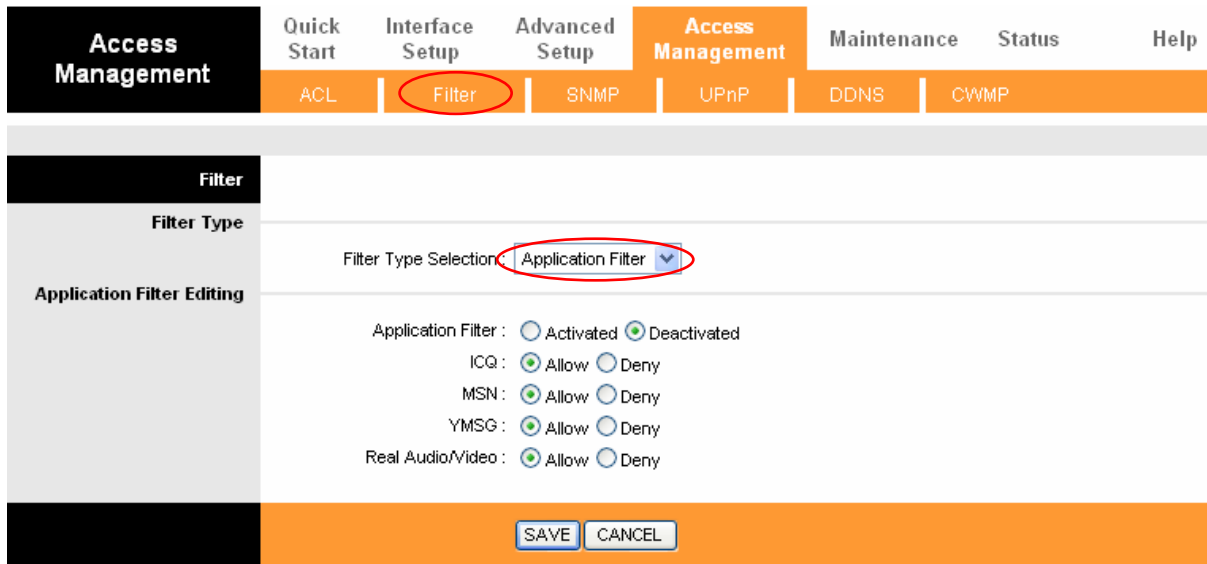 Access Management
Quick Start
Interface Setup
Advanced Setup
Access Management
Maintenance
Status
Help
ACL
Filter
SNMP
UPnP
DDNS
CWMP
Filter
Filter Type
Filter Type Selection : Application Filter
Application Filter Editing
Application Filter : Activated Deactivated
ICQ : Allow Deny
MSN : Allow Deny
YMSG : Allow Deny
Real Audio/Video : Allow Deny
SAVE CANCEL